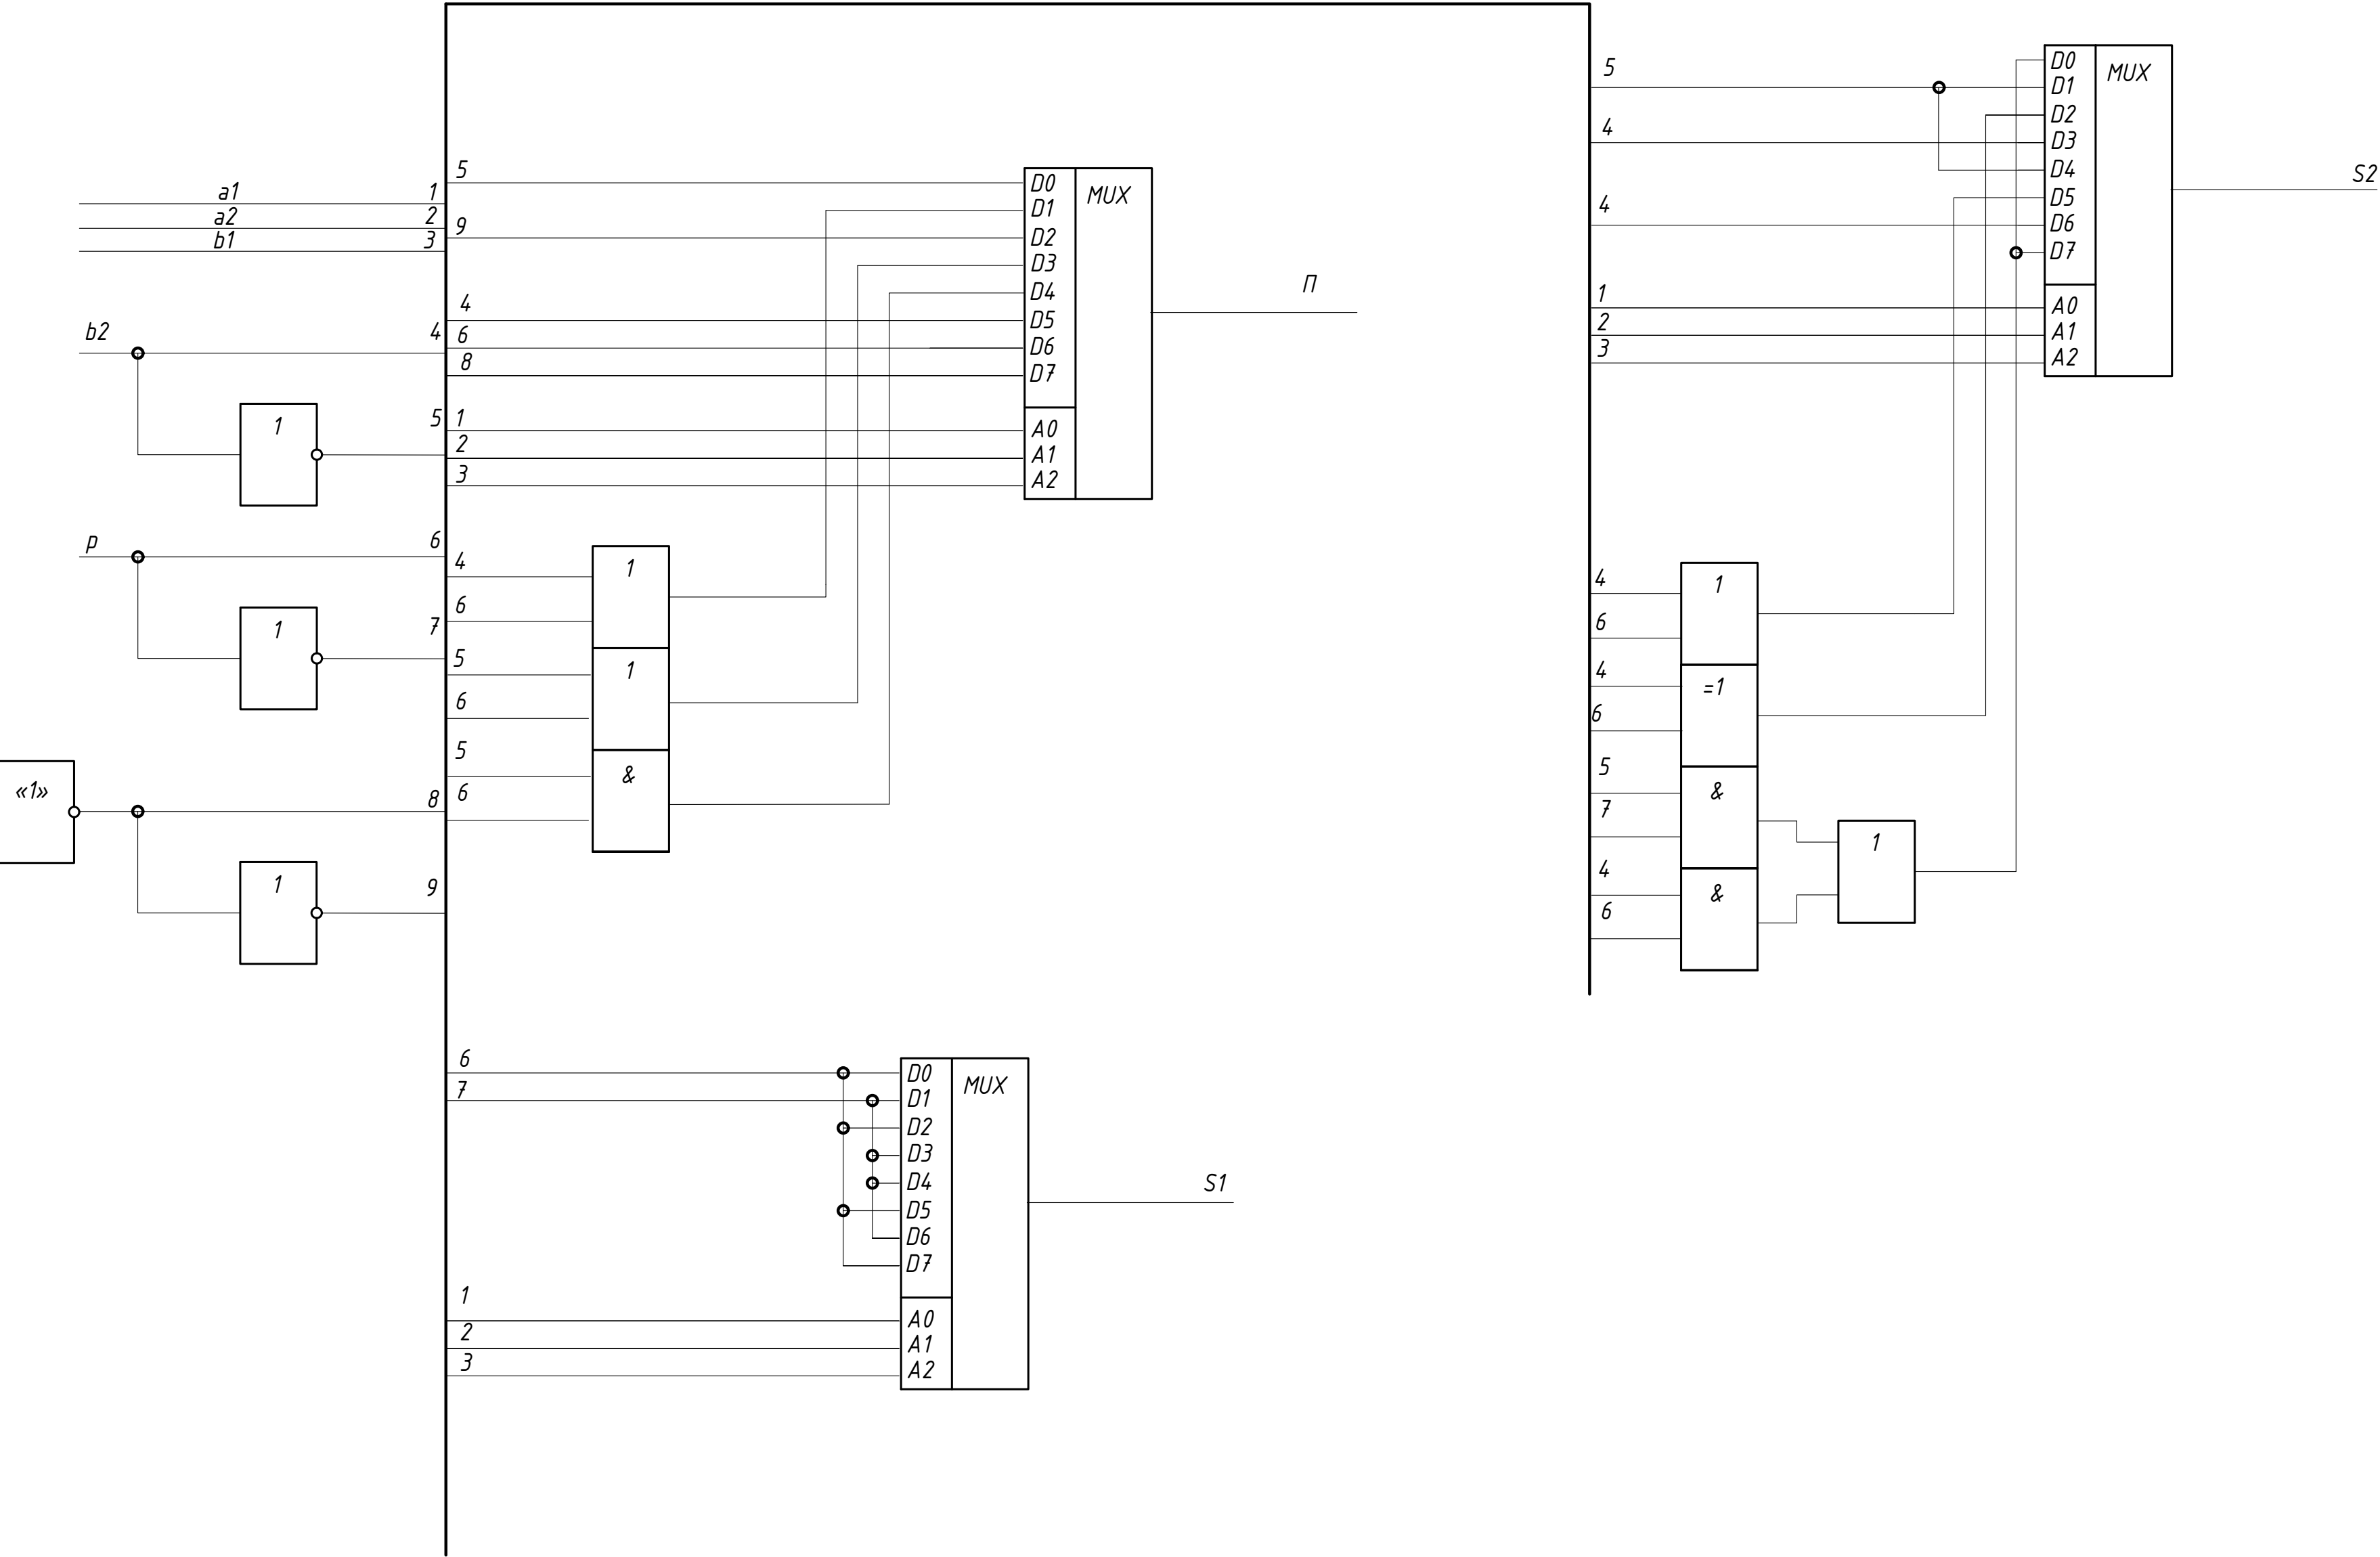 a1 1
a2 2
b1 3
b2 4
1 5
p 6
1 7
«1» 8
1 9
5 D0 MUX
D1
9 D2
D3
D4
4 D5
6 D6
8 D7
1 A0
2 A1
3 A2
П
4 1
6
5 1
6
5 &
6
6 D0 MUX
7 D1
D2
D3
D4
D5
D6
D7
1 A0
2 A1
3 A2
S1
D0 MUX
5 D1
D2
4 D3
D4
D5
4 D6
D7
1 A0
2 A1
3 A2
S2
4 1
6
4 =1
6
5 &
7
4 &
6
1